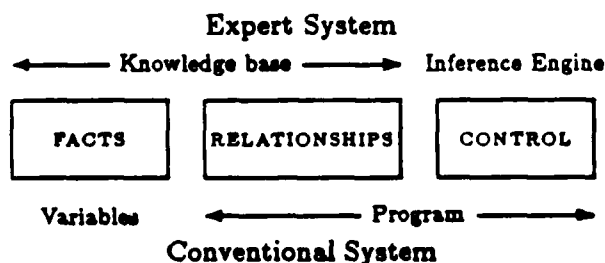 Expert System
Knowledge base Inference Engine
FACTS RELATIONSHIPS CONTROL
Variables Program
Conventional System